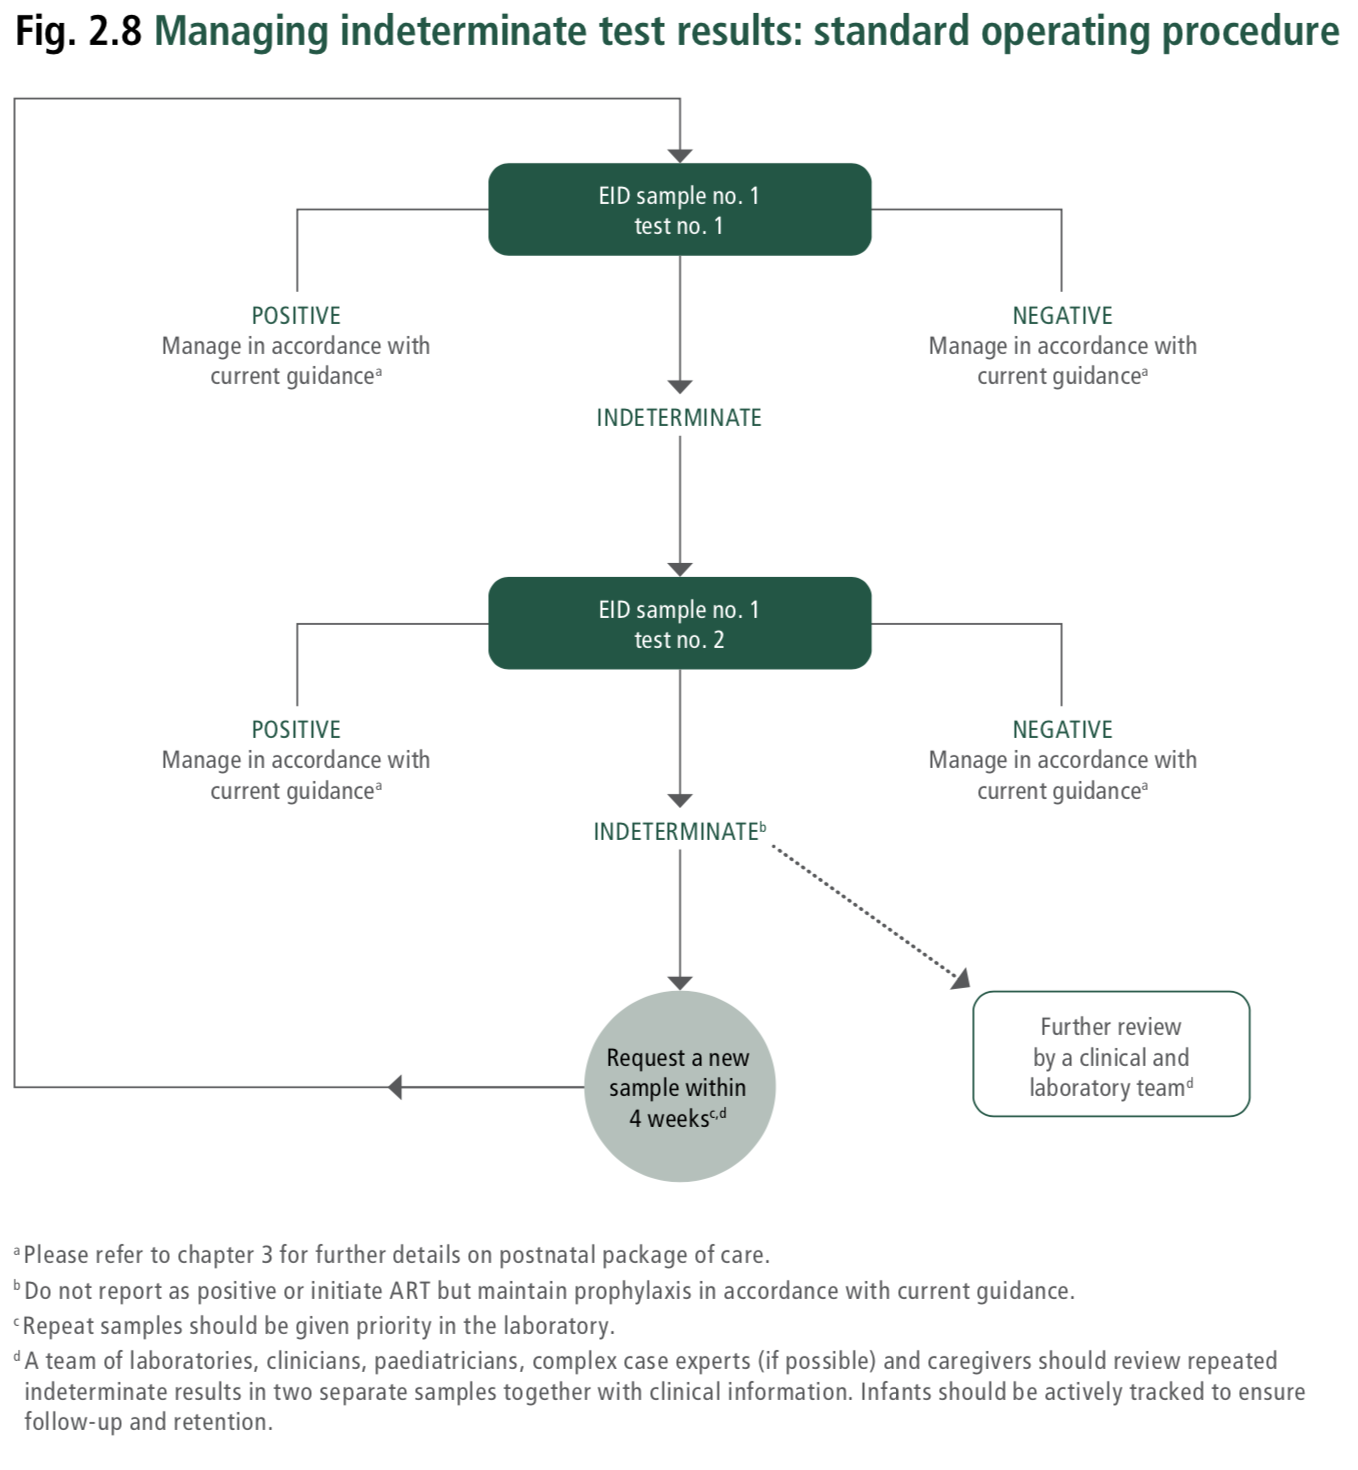 Fig. 2.8 Managing indeterminate test results: standard operating procedure
EID sample no. 1
test no. 1
POSITIVE
Manage in accordance with
current guidanceᵃ
NEGATIVE
Manage in accordance with
current guidanceᵃ
INDETERMINATE
EID sample no. 1
test no. 2
POSITIVE
Manage in accordance with
current guidanceᵃ
NEGATIVE
Manage in accordance with
current guidanceᵃ
INDETERMINATEᵇ
Request a new
sample within
4 weeksᶜ,ᵈ
Further review
by a clinical and
laboratory teamᵈ
ᵃ Please refer to chapter 3 for further details on postnatal package of care.
ᵇ Do not report as positive or initiate ART but maintain prophylaxis in accordance with current guidance.
ᶜ Repeat samples should be given priority in the laboratory.
ᵈ A team of laboratories, clinicians, paediatricians, complex case experts (if possible) and caregivers should review repeated
indeterminate results in two separate samples together with clinical information. Infants should be actively tracked to ensure
follow-up and retention.